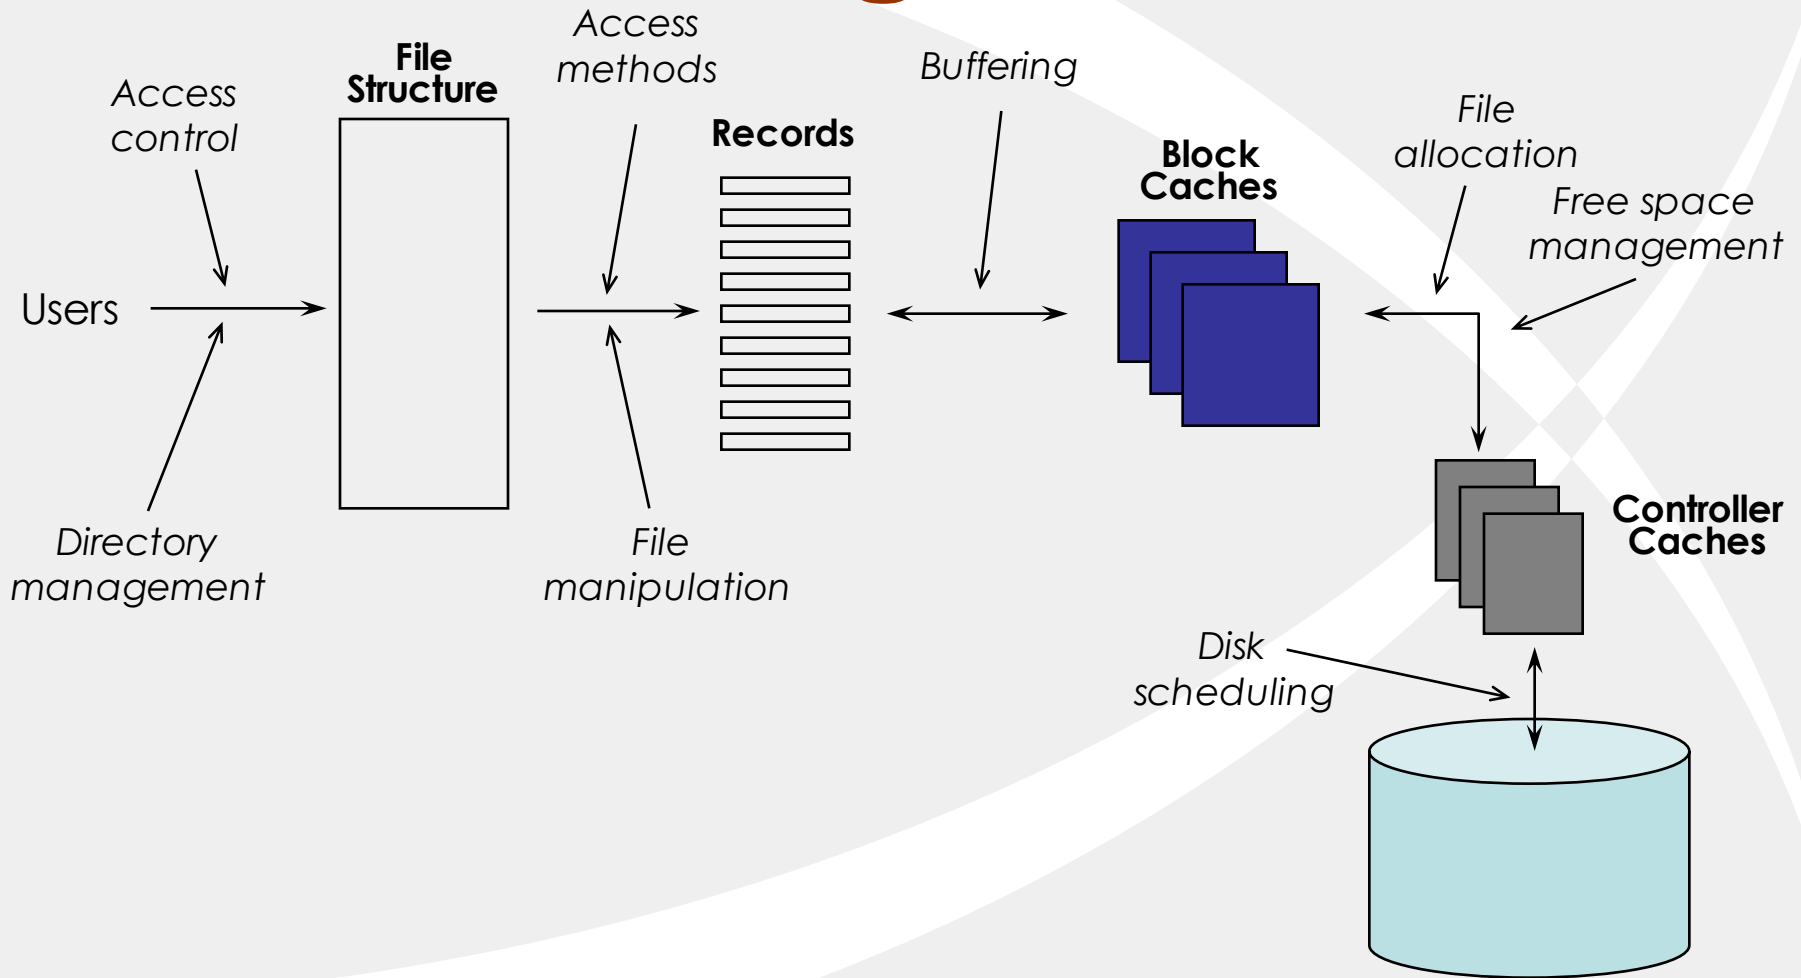 Access
control
File
Structure
Access
methods
Records
Buffering
Block
Caches
File
allocation
Free space
management
Users
Directory
management
File
manipulation
Controller
Caches
Disk
scheduling